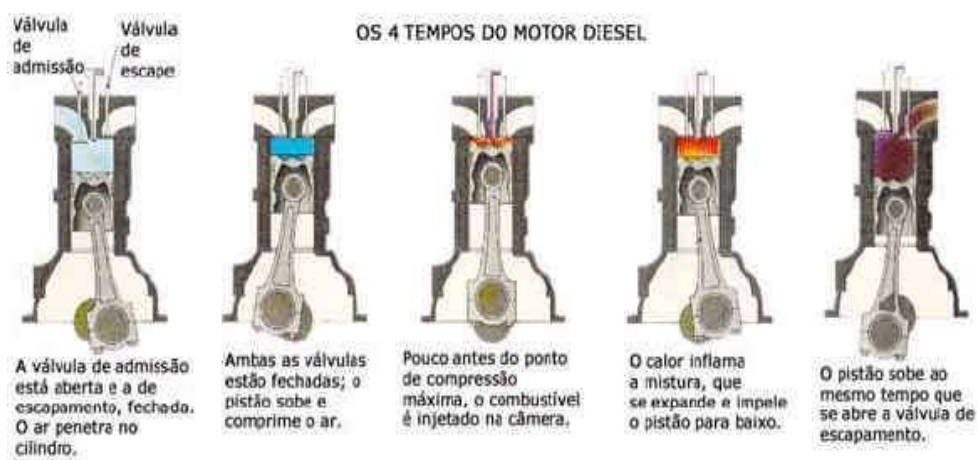 Válvula
de
admissão
Válvula
de
escape
OS 4 TEMPOS DO MOTOR DIESEL
A válvula de admissão
está aberta e a de
escapamento, fechada.
O ar penetra no
cilindro.
Ambas as válvulas
estão fechadas; o
pistão sobe e
comprime o ar.
Pouco antes do ponto
de compressão
máxima, o combustível
é injetado na câmera.
O calor inflama
a mistura, que
se expande e impele
o pistão para baixo.
O pistão sobe ao
mesmo tempo que
se abre a válvula de
escapamento.